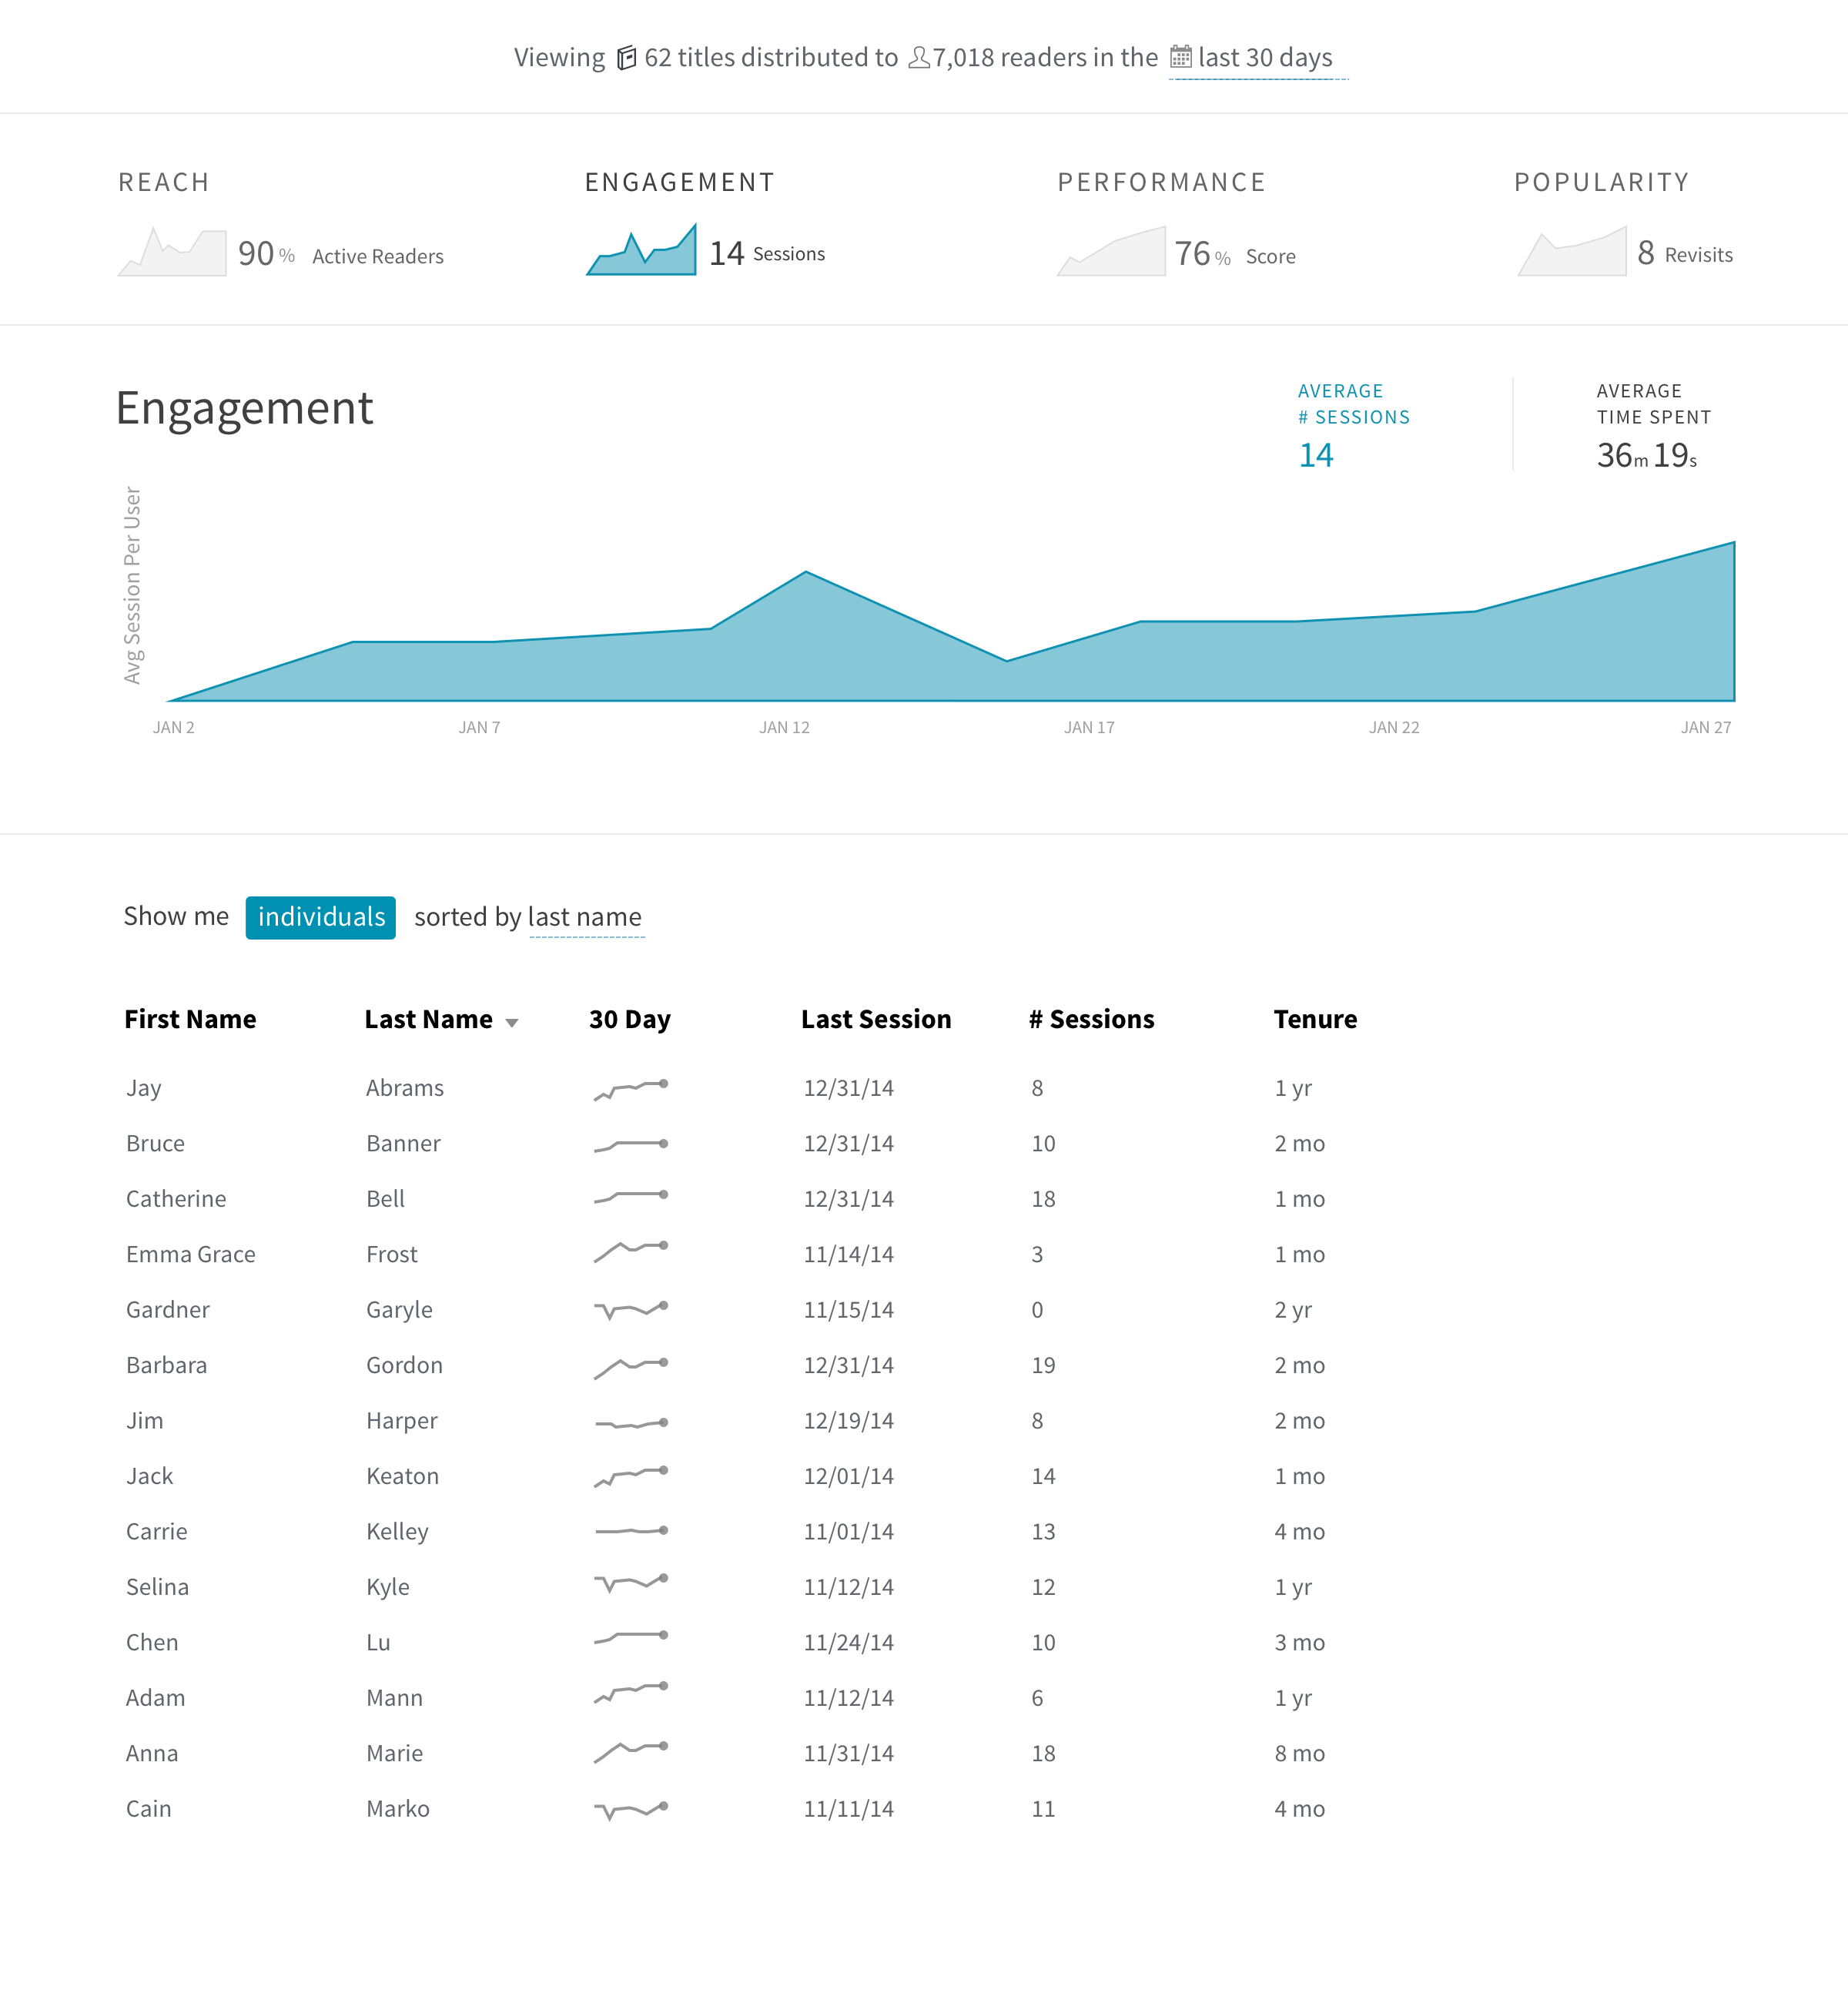 Viewing 62 titles distributed to 7,018 readers in the last 30 days
REACH
90 % Active Readers
ENGAGEMENT
14 Sessions
PERFORMANCE
76 % Score
POPULARITY
8 Revisits
Engagement
AVERAGE
# SESSIONS
14
AVERAGE
TIME SPENT
36m 19s
Avg Session Per User
JAN 2 JAN 7 JAN 12 JAN 17 JAN 22 JAN 27
Show me individuals sorted by last name
First Name Last Name 30 Day Last Session # Sessions Tenure
Jay Abrams 12/31/14 8 1 yr
Bruce Banner 12/31/14 10 2 mo
Catherine Bell 12/31/14 18 1 mo
Emma Grace Frost 11/14/14 3 1 mo
Gardner Garyle 11/15/14 0 2 yr
Barbara Gordon 12/31/14 19 2 mo
Jim Harper 12/19/14 8 2 mo
Jack Keaton 12/01/14 14 1 mo
Carrie Kelley 11/01/14 13 4 mo
Selina Kyle 11/12/14 12 1 yr
Chen Lu 11/24/14 10 3 mo
Adam Mann 11/12/14 6 1 yr
Anna Marie 11/31/14 18 8 mo
Cain Marko 11/11/14 11 4 mo